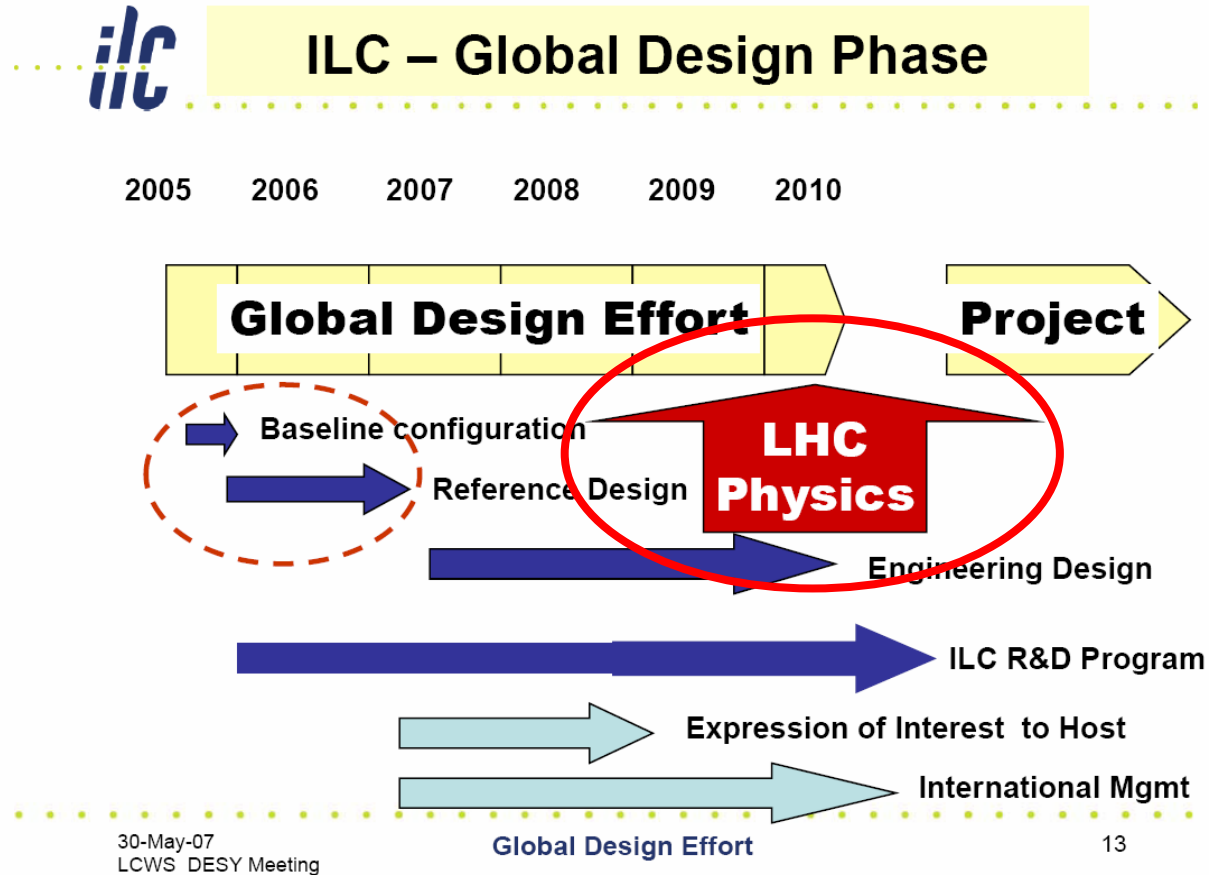 ilc
ILC – Global Design Phase
2005 2006 2007 2008 2009 2010
Global Design Effort
Project
Baseline configuration
LHC
Physics
Reference Design
Engineering Design
ILC R&D Program
Expression of Interest to Host
International Mgmt
30-May-07
LCWS DESY Meeting
Global Design Effort
13